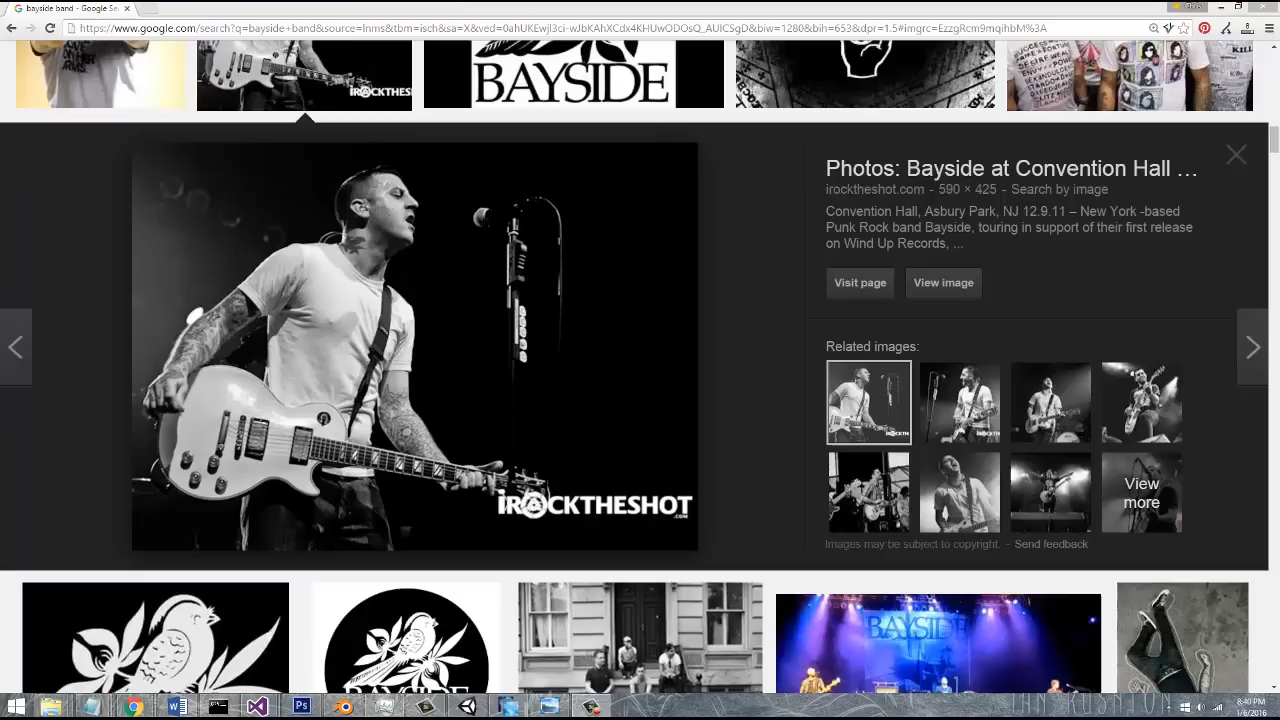 bayside band - Google Se
Chris
https://www.google.com/search?q=bayside+band&source=lnms&tbm=isch&sa=X&ved=0ahUKEwjl3ci-wJbKAhXCdx4KHUwODOsQ_AUICSgD&biw=1280&bih=653&dpr=1.5#imgrc=EzzgRcm9mqihbM%3A
iROCKTHES
BAYSIDE
Photos: Bayside at Convention Hall ...
irocktheshot.com - 590 × 425 - Search by image
Convention Hall, Asbury Park, NJ 12.9.11 – New York -based
Punk Rock band Bayside, touring in support of their first release
on Wind Up Records, ...
Visit page
View image
Related images:
View
more
Images may be subject to copyright. - Send feedback
iROCKTHESHOT
.COM
BAYSIDE
BAYSIDE
8:40 PM
1/6/2016